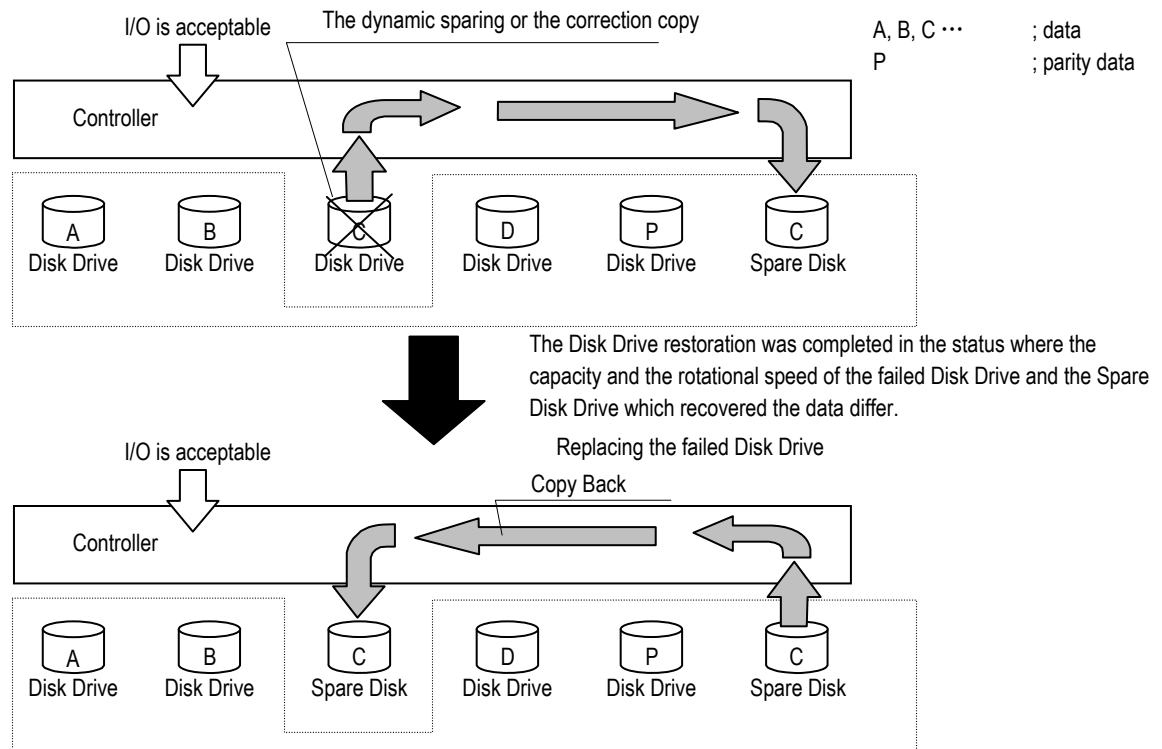 I/O is acceptable
The dynamic sparing or the correction copy
A, B, C ･･･ ; data
P ; parity data
Controller
A B C D P C
Disk Drive Disk Drive Disk Drive Disk Drive Disk Drive Spare Disk
The Disk Drive restoration was completed in the status where the
capacity and the rotational speed of the failed Disk Drive and the Spare
Disk Drive which recovered the data differ.
I/O is acceptable
Replacing the failed Disk Drive
Copy Back
Controller
A B C D P C
Disk Drive Disk Drive Spare Disk Disk Drive Disk Drive Spare Disk